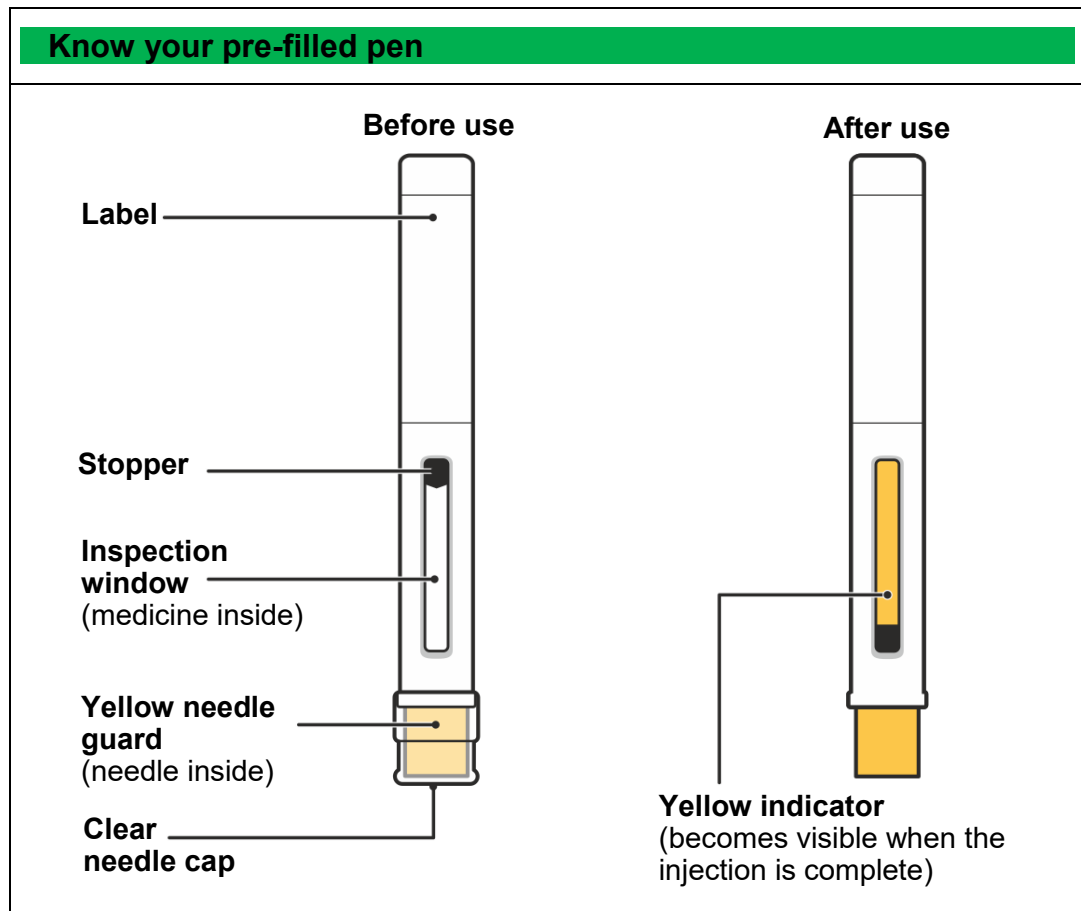 Know your pre-filled pen
Before use
After use
Label
Stopper
Inspection
window
(medicine inside)
Yellow needle
guard
(needle inside)
Clear
needle cap
Yellow indicator
(becomes visible when the
injection is complete)